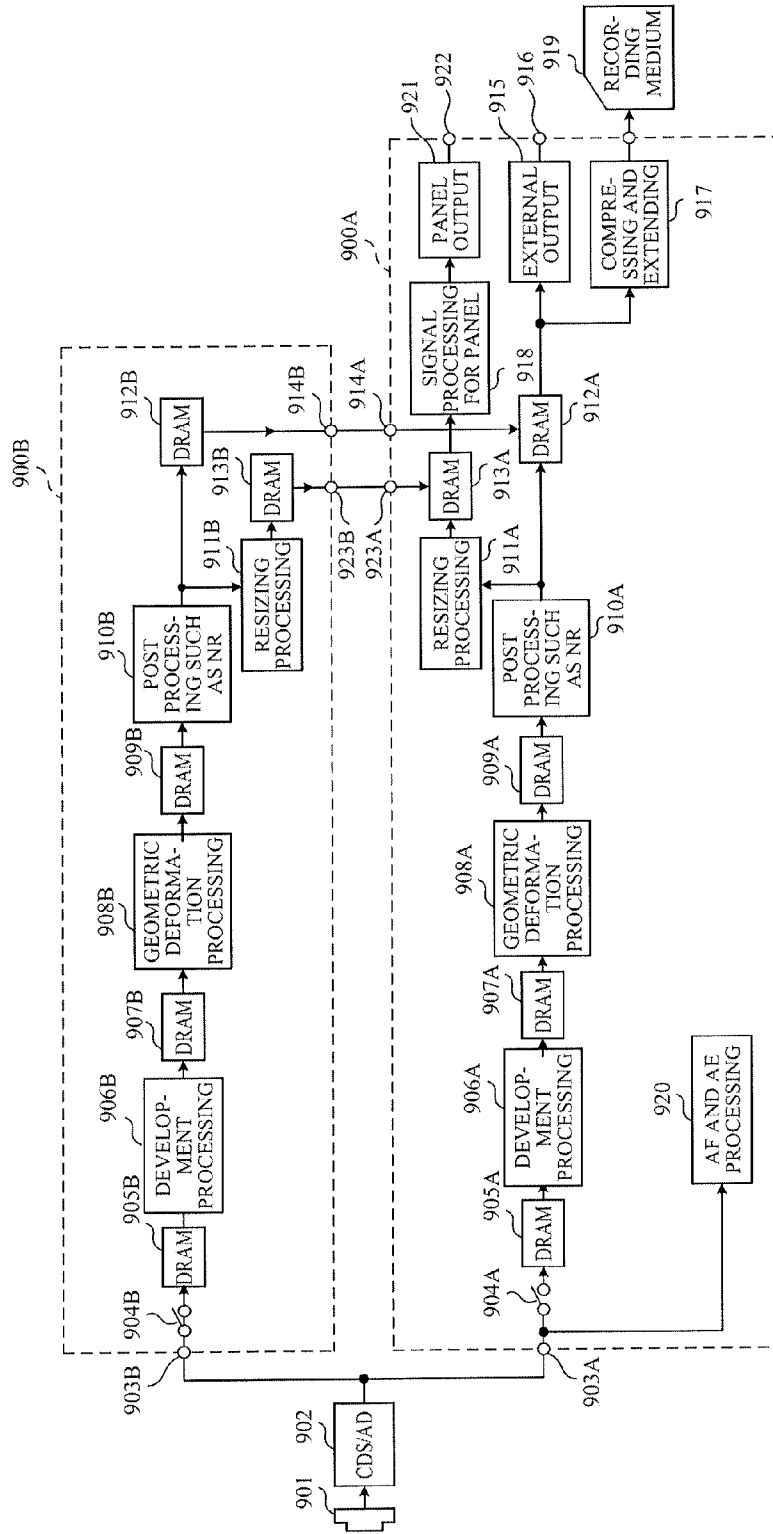 900B
912B
DRAM
914B
913B
DRAM
923B
911B
RESIZING
PROCESSING
910B
POST
PROCESS-
ING SUCH
AS NR
909B
DRAM
908B
GEOMETRIC
DEFORMA-
TION
PROCESSING
907B
DRAM
906B
DEVELOP-
MENT
PROCESSING
905B
DRAM
904B
903B
901
902
CDS/AD
903A
904A
905A
DRAM
906A
DEVELOP-
MENT
PROCESSING
907A
DRAM
908A
GEOMETRIC
DEFORMA-
TION
PROCESSING
909A
DRAM
910A
POST
PROCESS-
ING SUCH
AS NR
911A
RESIZING
PROCESSING
923A
913A
DRAM
914A
912A
DRAM
918
SIGNAL
PROCESSING
FOR PANEL
900A
921
PANEL
OUTPUT
922
915
EXTERNAL
OUTPUT
916
917
COMPRE-
SSING AND
EXTENDING
919
RECOR-
DING
MEDIUM
920
AF AND AE
PROCESSING